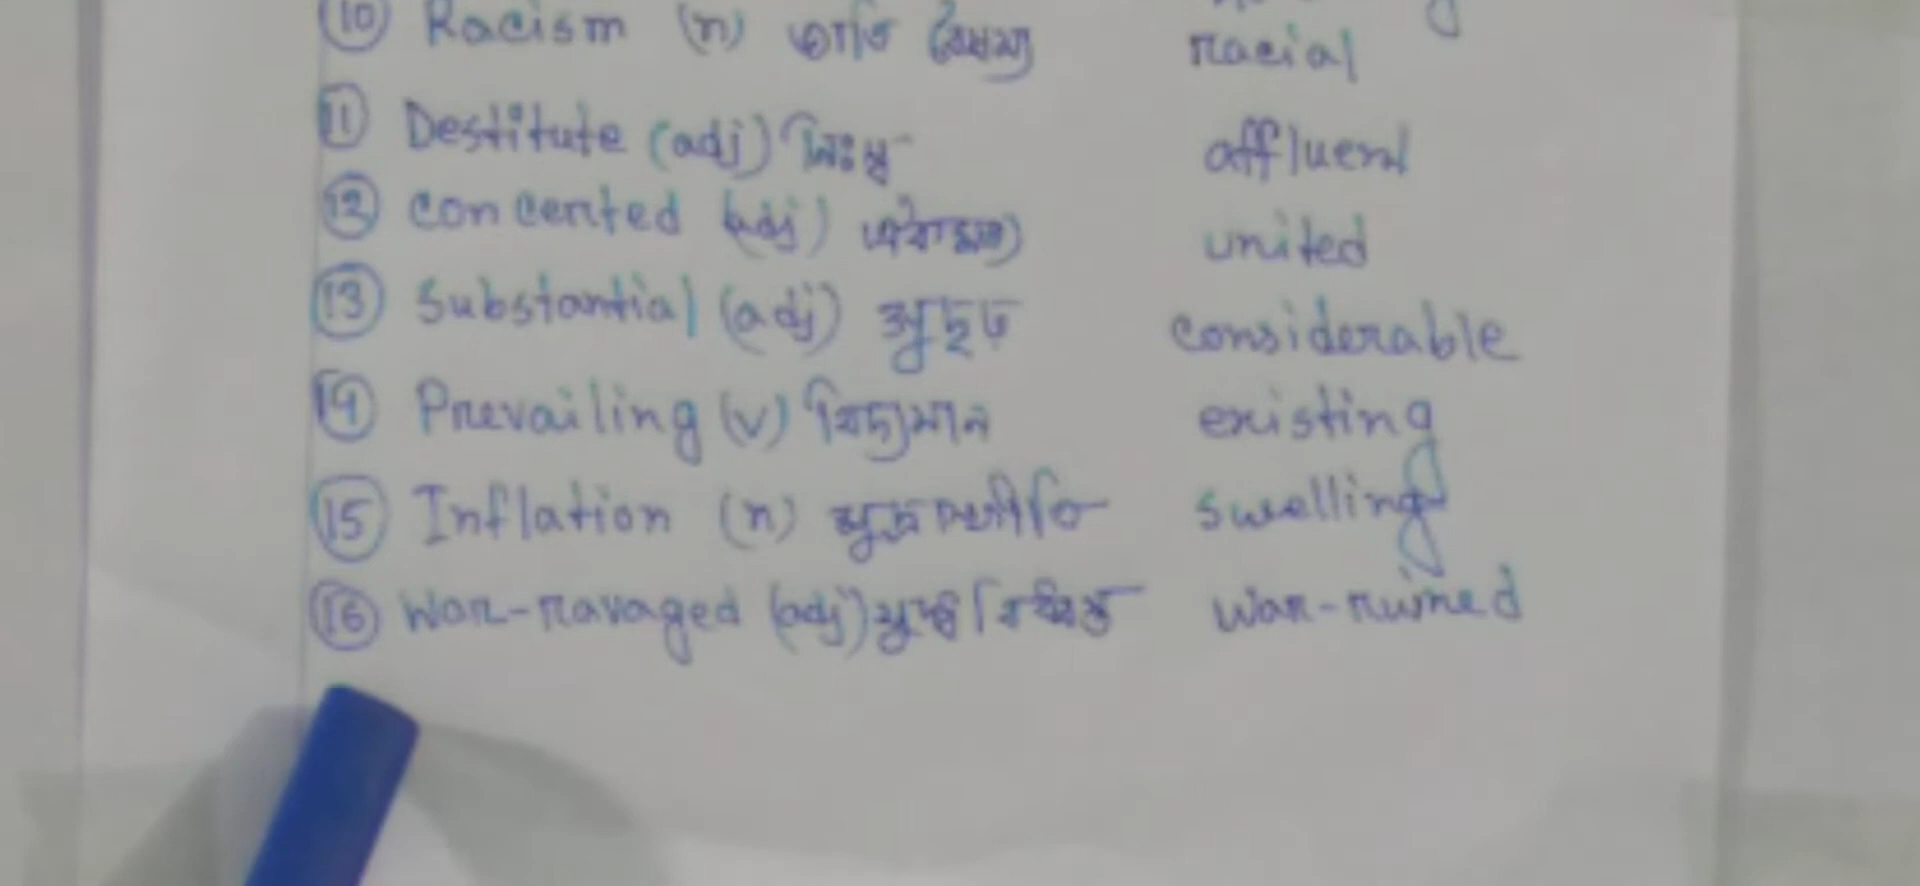 ⑩ Racism (n) জাতি বৈষম্য racial
⑪ Destitute (adj) নিঃস্ব affluent
⑫ concerted (adj) united
⑬ Substantial (adj) সুদৃঢ় considerable
⑭ Prevailing (v) বিদ্যমান existing
⑮ Inflation (n) মুদ্রাস্ফীতি swelling
⑯ War-ravaged (adj) যুদ্ধ বিধ্বস্ত war-ruined